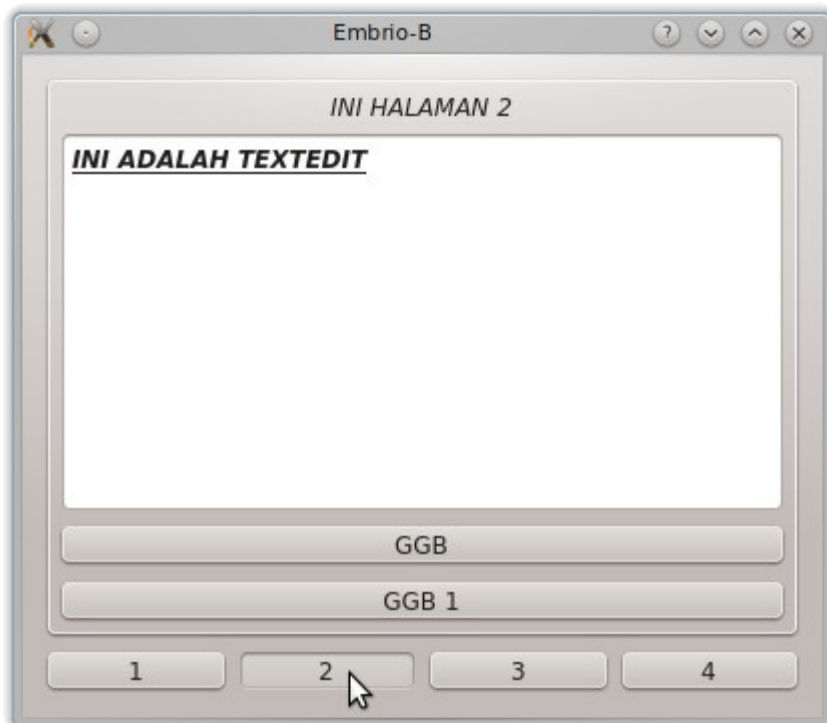 Embrio-B
INI HALAMAN 2
INI ADALAH TEXTEDIT
GGB
GGB 1
1 2 3 4